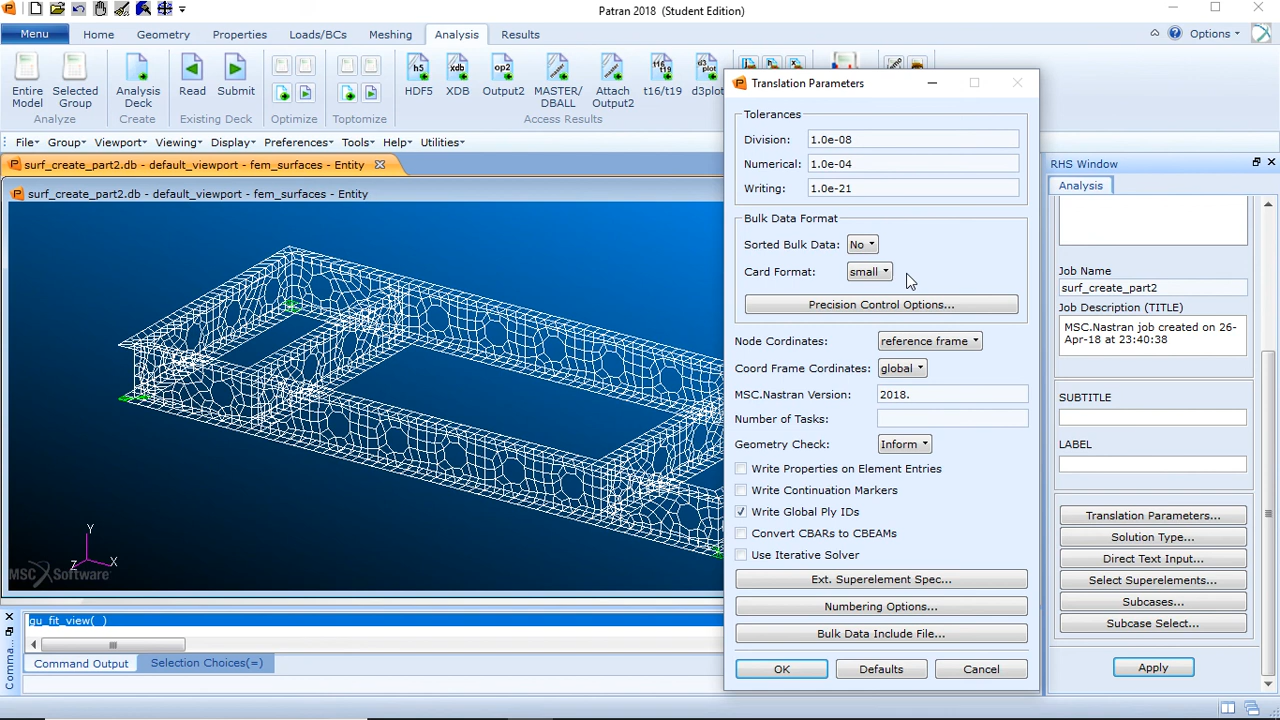 Patran 2018 (Student Edition)
Menu Home Geometry Properties Loads/BCs Meshing Analysis Results Options
Entire Model
Selected Group
Analyze
Analysis Deck
Create
Read Submit
Existing Deck
Optimize
Toptomize
HDF5 XDB Output2 MASTER/DBALL Attach Output2 t16/t19 d3plot
Access Results
File Group Viewport Viewing Display Preferences Tools Help Utilities
surf_create_part2.db - default_viewport - fem_surfaces - Entity
surf_create_part2.db - default_viewport - fem_surfaces - Entity
Y
X
Z
MSC Software
gu_fit_view( )
Comma...
Command Output Selection Choices(=)
Translation Parameters
Tolerances
Division: 1.0e-08
Numerical: 1.0e-04
Writing: 1.0e-21
Bulk Data Format
Sorted Bulk Data: No
Card Format: small
Precision Control Options...
Node Cordinates: reference frame
Coord Frame Cordinates: global
MSC.Nastran Version: 2018.
Number of Tasks:
Geometry Check: Inform
Write Properties on Element Entries
Write Continuation Markers
Write Global Ply IDs
Convert CBARs to CBEAMs
Use Iterative Solver
Ext. Superelement Spec...
Numbering Options...
Bulk Data Include File...
OK Defaults Cancel
RHS Window
Analysis
Job Name
surf_create_part2
Job Description (TITLE)
MSC.Nastran job created on 26-
Apr-18 at 23:40:38
SUBTITLE
LABEL
Translation Parameters...
Solution Type...
Direct Text Input...
Select Superelements...
Subcases...
Subcase Select...
Apply